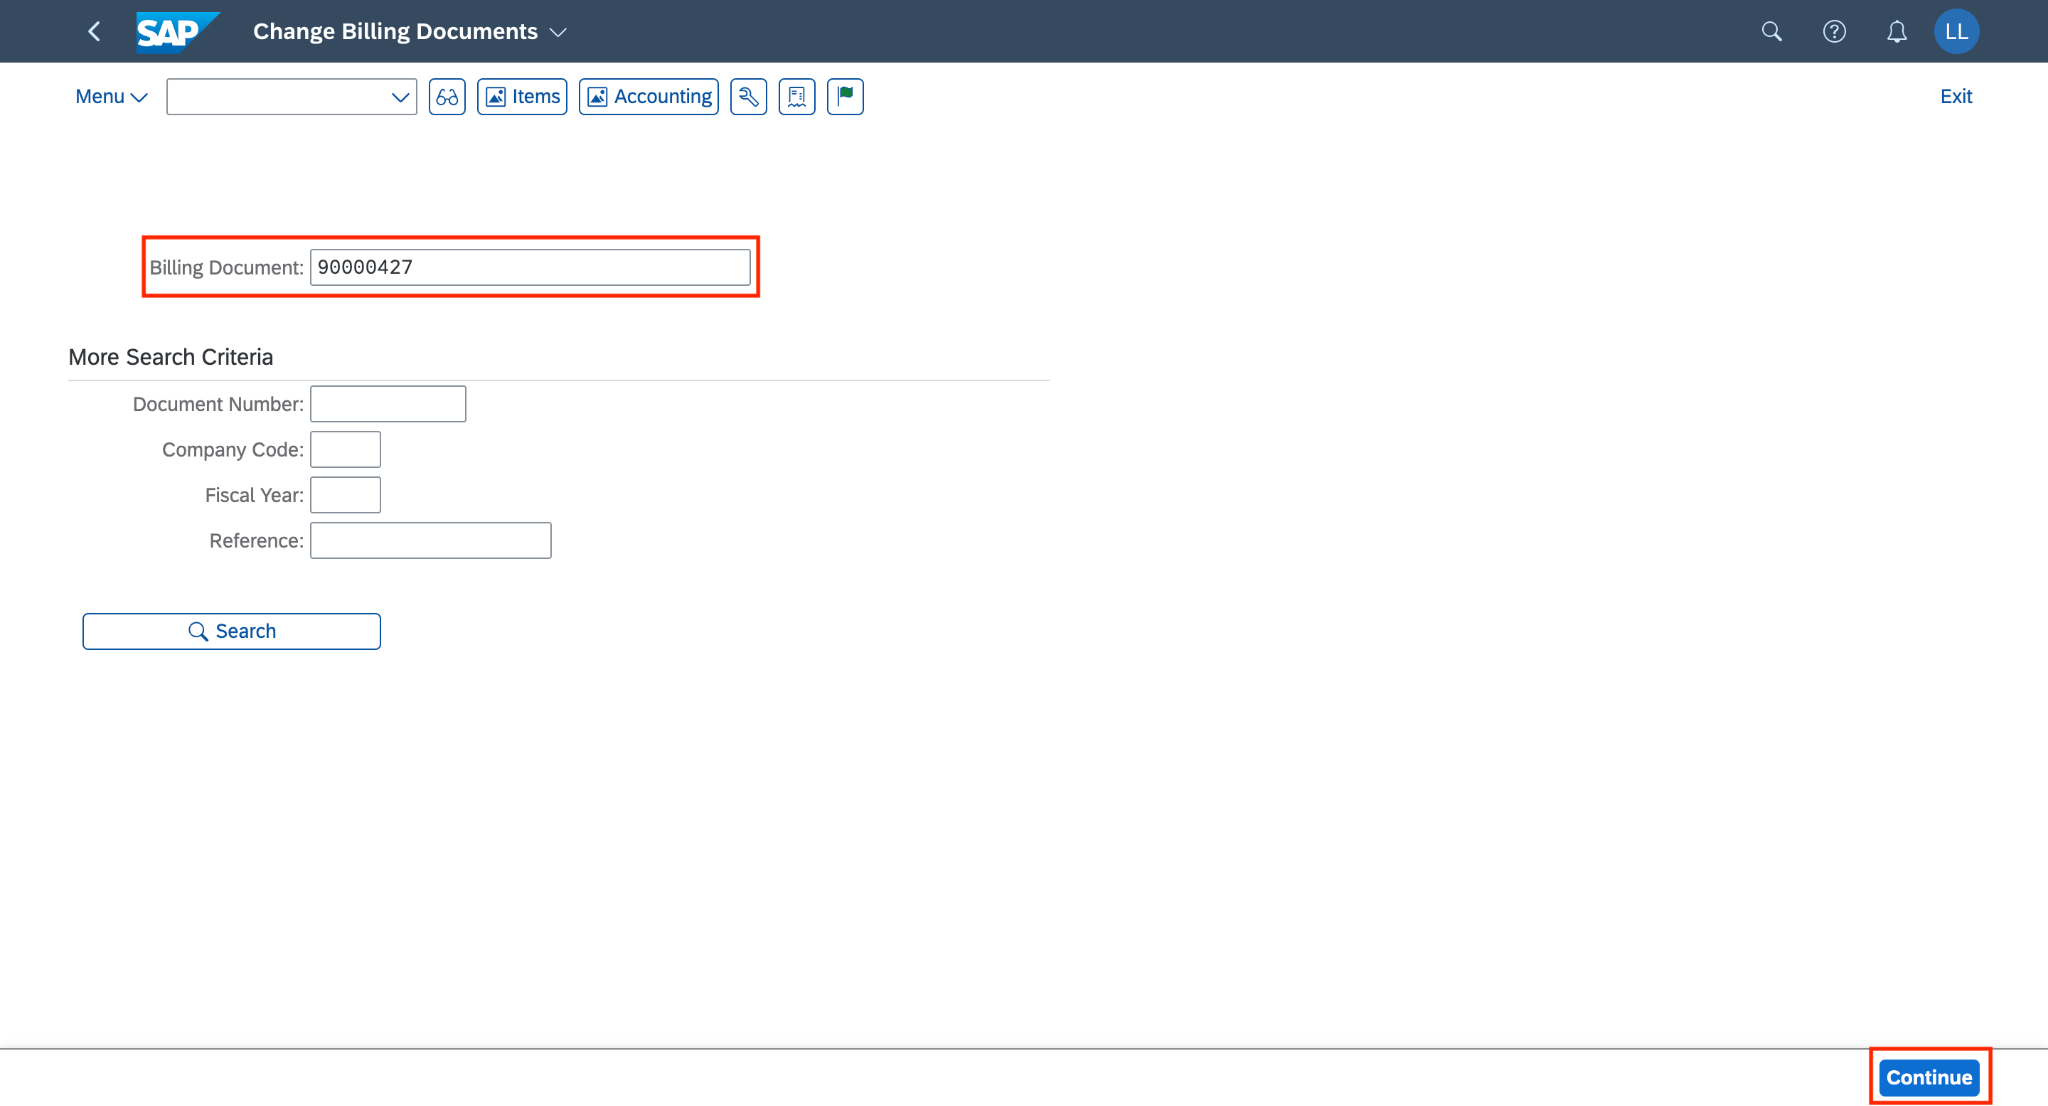 SAP Change Billing Documents LL
Menu Items Accounting Exit
Billing Document: 90000427
More Search Criteria
Document Number:
Company Code:
Fiscal Year:
Reference:
Search
Continue